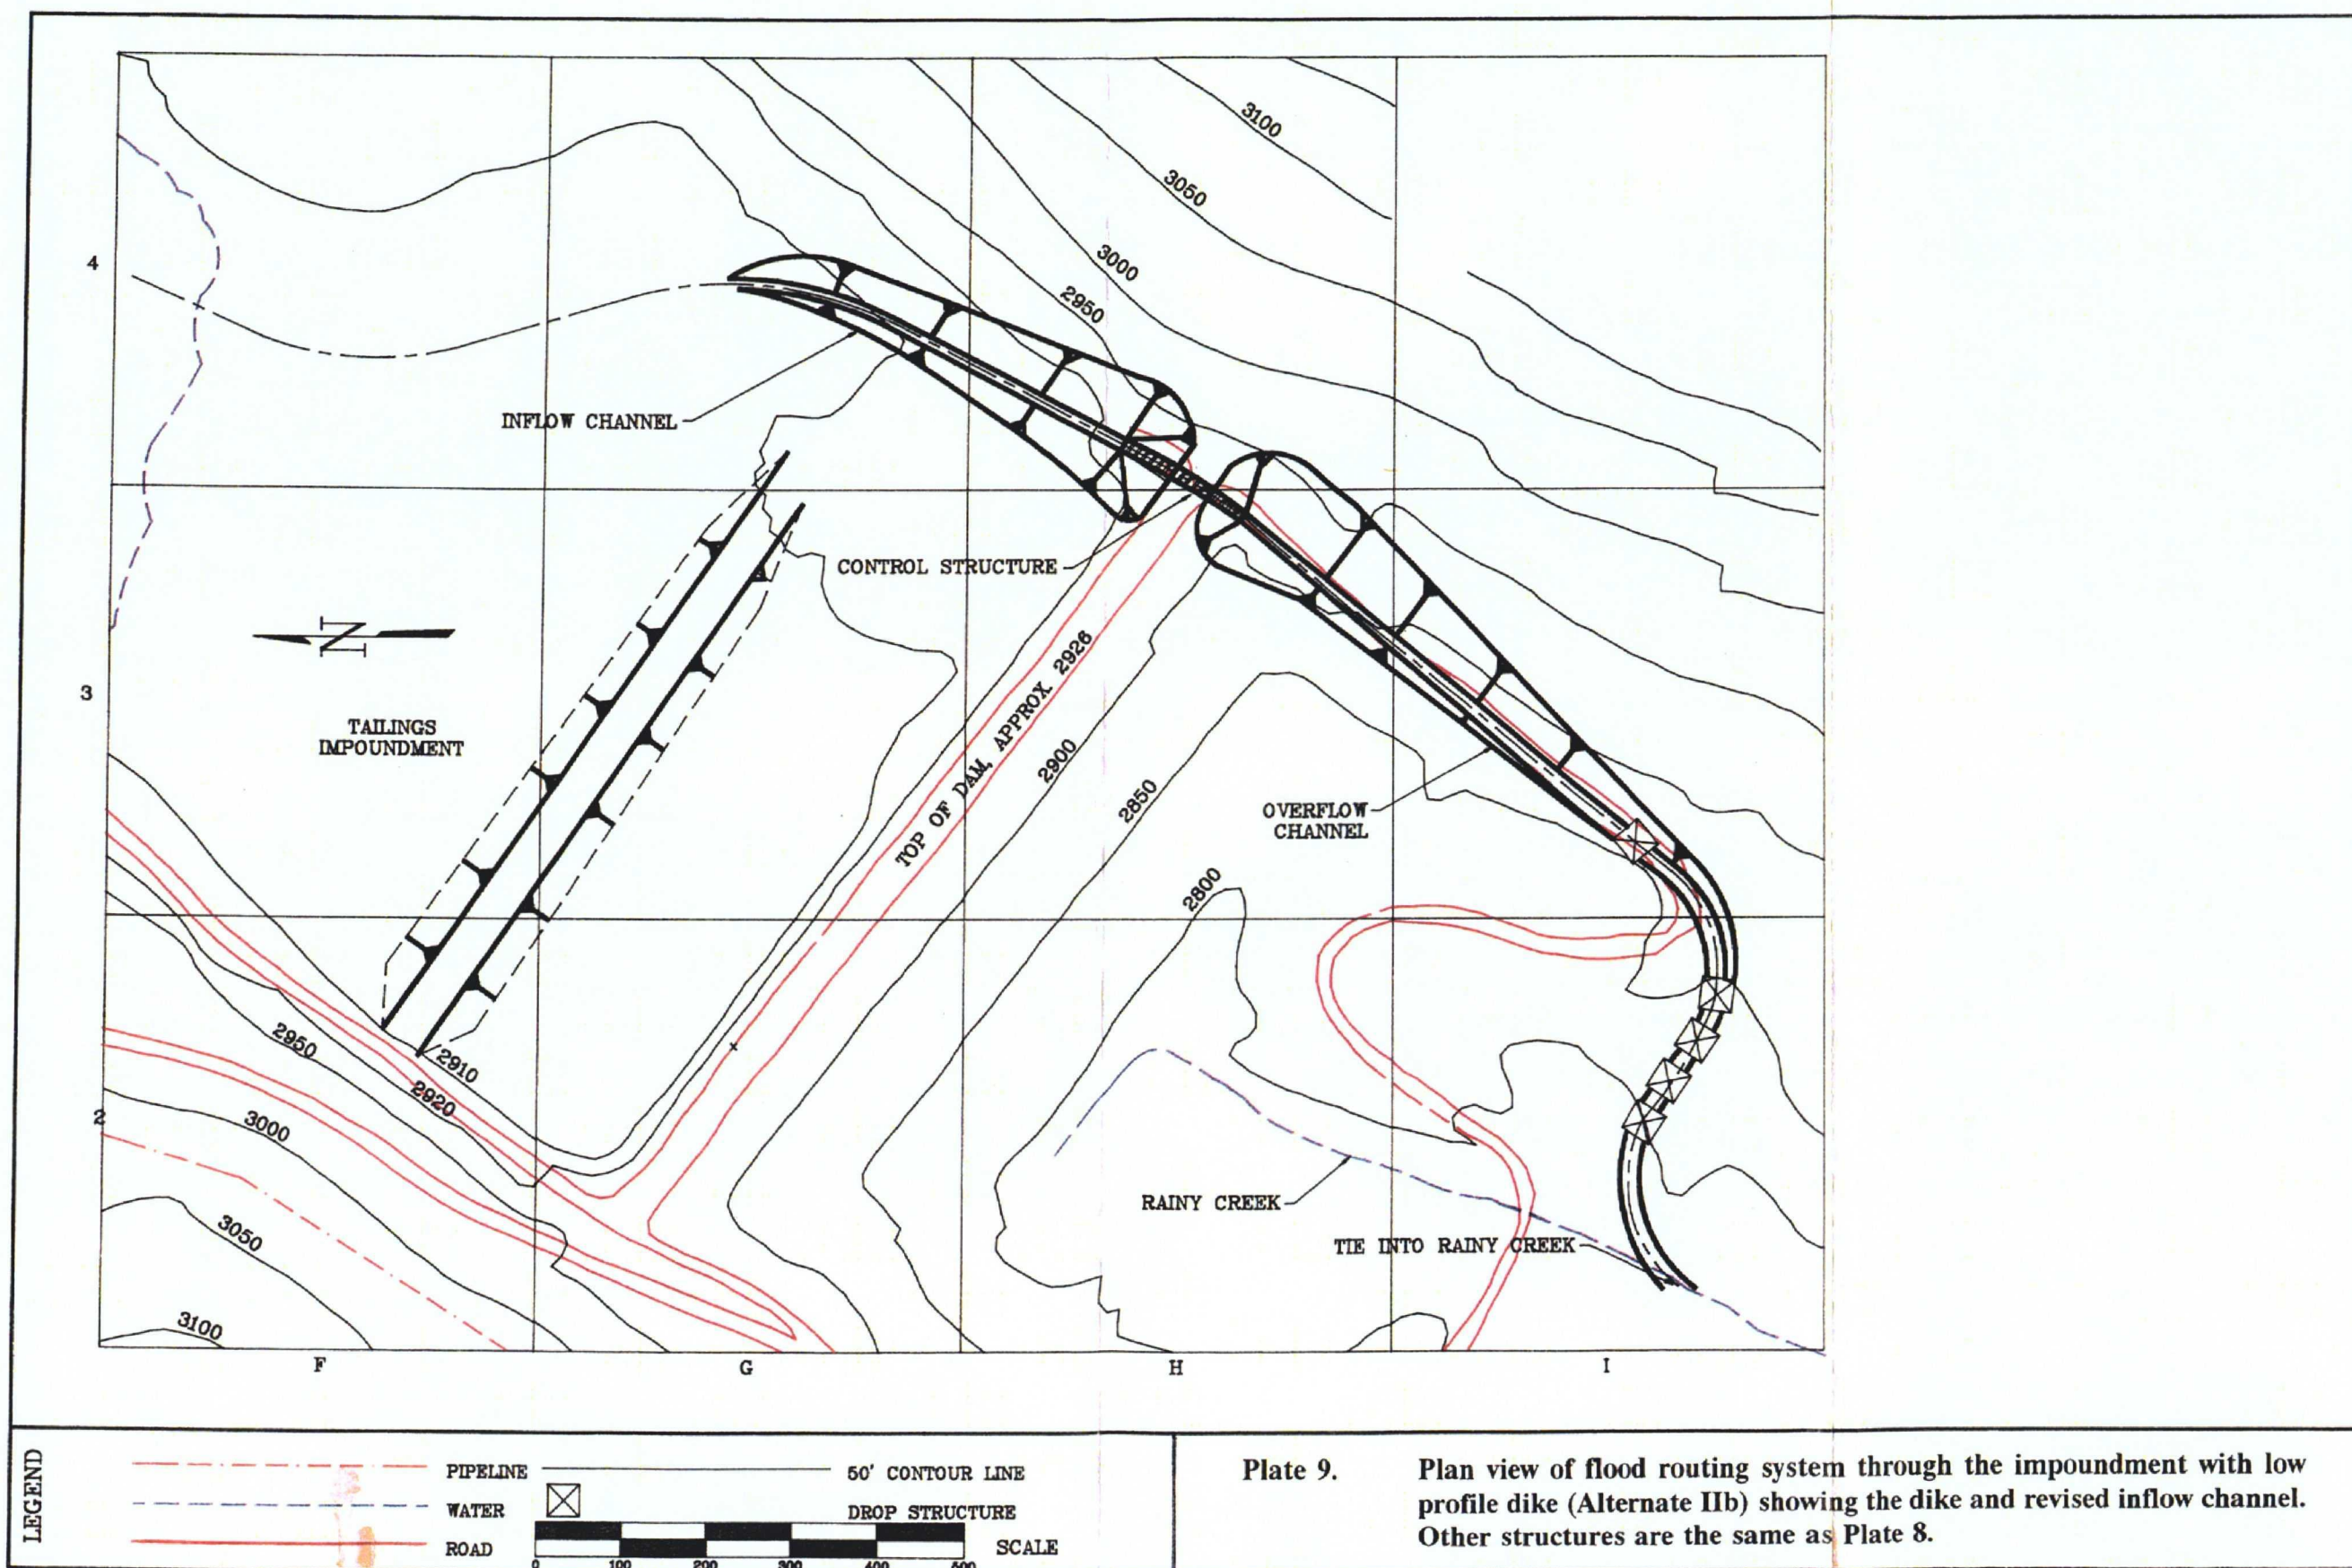 3100
3050
4
3000
2950
INFLOW CHANNEL
CONTROL STRUCTURE
N
3
TAILINGS
IMPOUNDMENT
TOP OF DAM, APPROX. 2926
2900
2850
OVERFLOW
CHANNEL
2800
2950
2910
2920
2
3000
RAINY CREEK
3050
TIE INTO RAINY CREEK
3100
F
G
H
I
LEGEND
PIPELINE
50' CONTOUR LINE
WATER
DROP STRUCTURE
ROAD
SCALE
0 100 200 300 400 500
Plate 9.
Plan view of flood routing system through the impoundment with low
profile dike (Alternate IIb) showing the dike and revised inflow channel.
Other structures are the same as Plate 8.